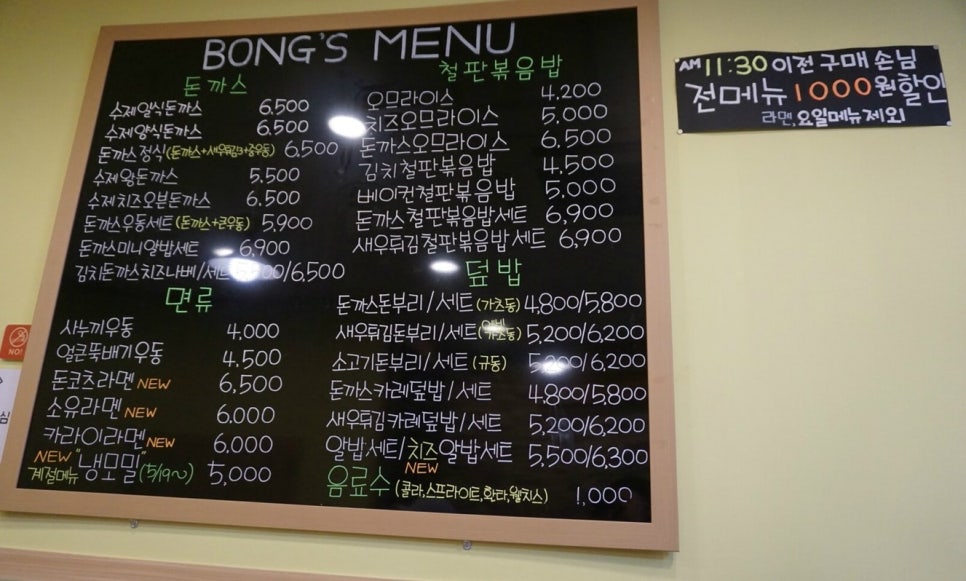 BONG'S MENU
돈까스
수제일식돈까스 6,500
수제양식돈까스 6,500
돈까스정식(돈까스+새우튀김3+중우동) 6,500
수제왕돈까스 5,500
수제치즈오븐돈까스 6,500
돈까스우동세트(돈까스+큰우동) 5,900
돈까스미니알밥세트 6,900
김치돈까스치즈나베/세트 /6,500
면류
사누끼우동 4,000
얼큰뚝배기우동 4,500
돈코츠라멘 NEW 6,500
소유라멘 NEW 6,000
카라이라멘 NEW 6,000
NEW "냉모밀" 5,000
계절메뉴 (5/19~)
철판볶음밥
오므라이스 4,200
치즈오므라이스 5,000
돈까스오므라이스 6,500
김치철판볶음밥 4,500
베이컨철판볶음밥 5,000
돈까스철판볶음밥세트 6,900
새우튀김철판볶음밥세트 6,900
덮밥
돈까스돈부리/세트(가츠동) 4,800/5,800
새우튀김돈부리/세트 5,200/6,200
소고기돈부리/세트(규동) /6,200
돈까스카레덮밥/세트 4,800/5,800
새우튀김카레덮밥/세트 5,200/6,200
알밥세트/치즈알밥세트 5,500/6,300
NEW
음료수(콜라,스프라이트,환타,웰치스) 1,000
AM 11:30 이전 구매 손님
전메뉴 1000원할인
라멘,요일메뉴제외
NO!
심